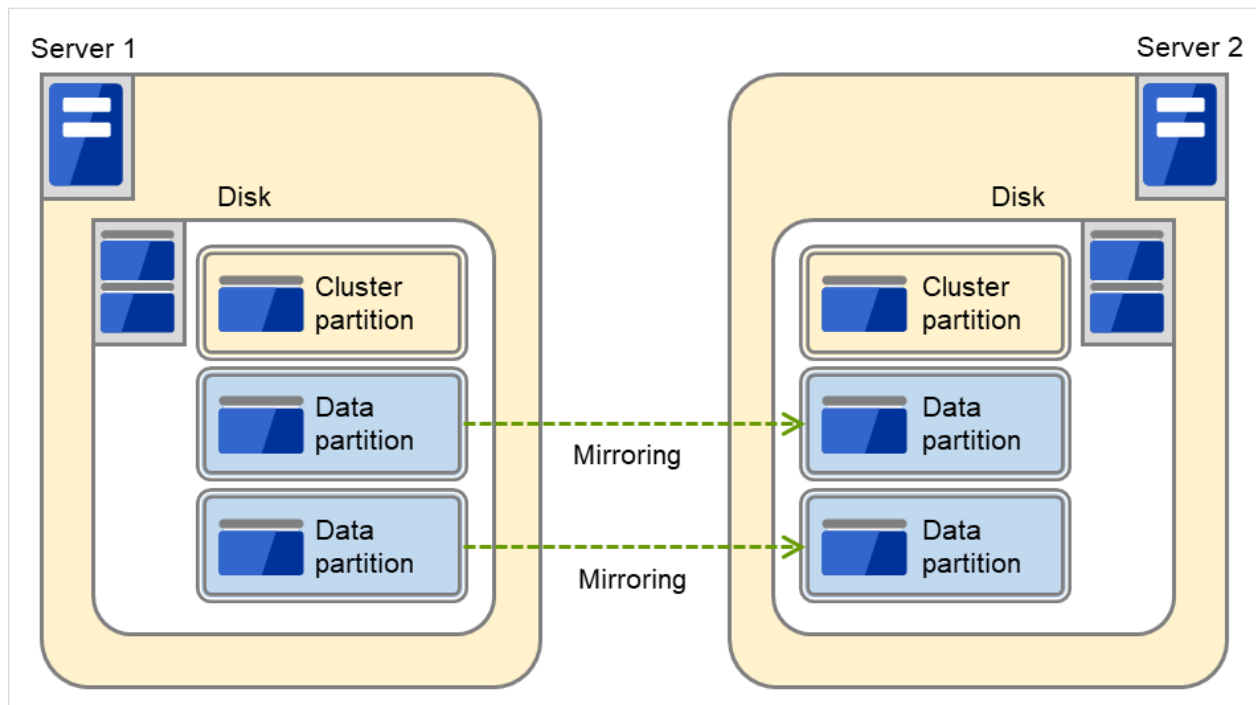 Server 1
Server 2
Disk
Disk
Cluster
partition
Cluster
partition
Data
partition
Data
partition
Mirroring
Data
partition
Data
partition
Mirroring